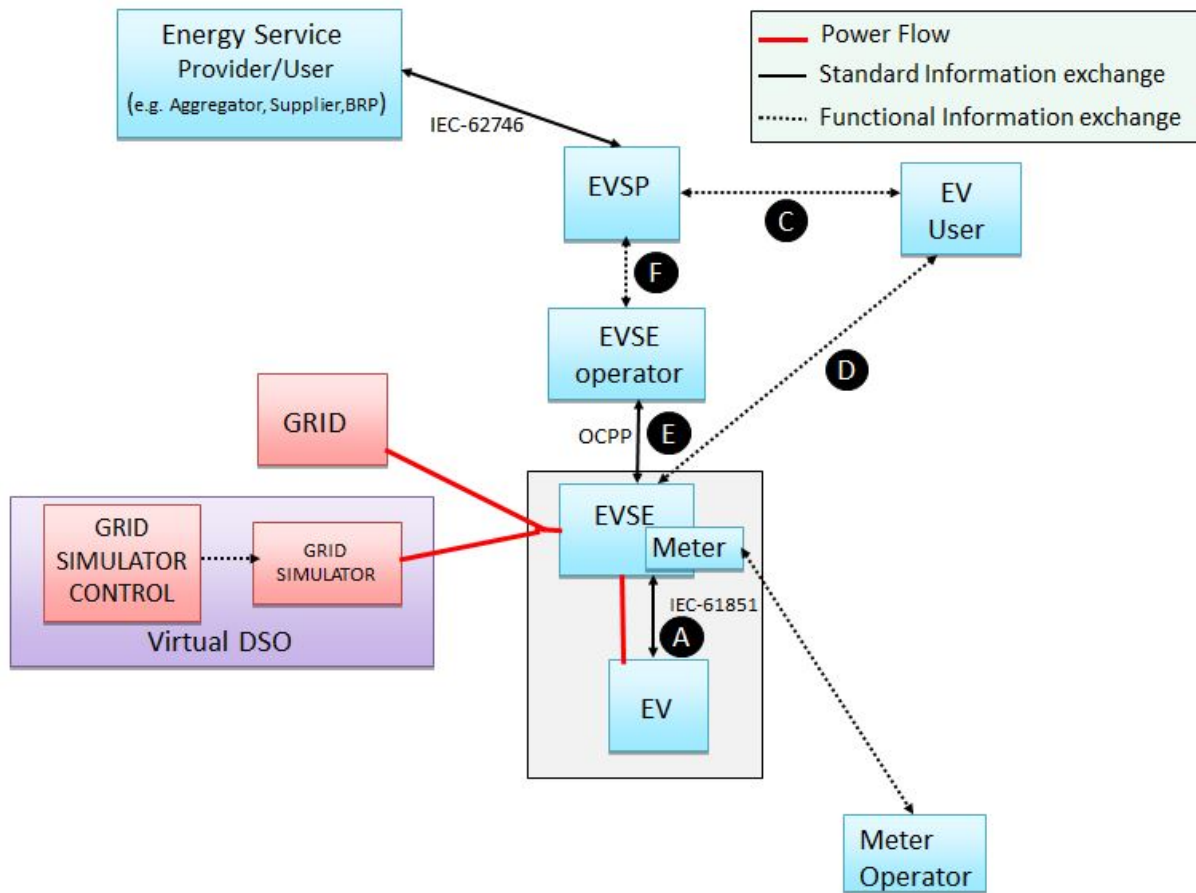 Energy Service
Provider/User
(e.g. Aggregator, Supplier,BRP)
Power Flow
Standard Information exchange
Functional Information exchange
IEC-62746
EVSP
C
EV
User
F
EVSE
operator
D
GRID
OCPP
E
GRID
SIMULATOR
CONTROL
GRID
SIMULATOR
Virtual DSO
EVSE
Meter
IEC-61851
A
EV
Meter
Operator